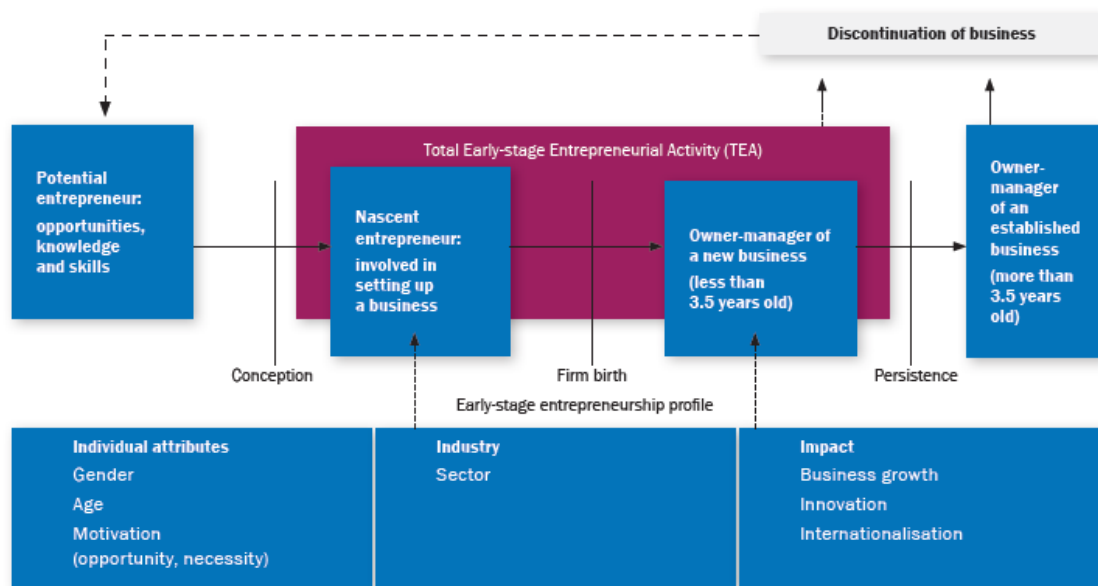 Discontinuation of business
Total Early-stage Entrepreneurial Activity (TEA)
Potential
entrepreneur:
opportunities,
knowledge
and skills
Nascent
entrepreneur:
involved in
setting up
a business
Owner-manager of
a new business
(less than
3.5 years old)
Owner-
manager
of an
established
business
(more than
3.5 years
old)
Conception
Firm birth
Persistence
Early-stage entrepreneurship profile
Individual attributes
Gender
Age
Motivation
(opportunity, necessity)
Industry
Sector
Impact
Business growth
Innovation
Internationalisation